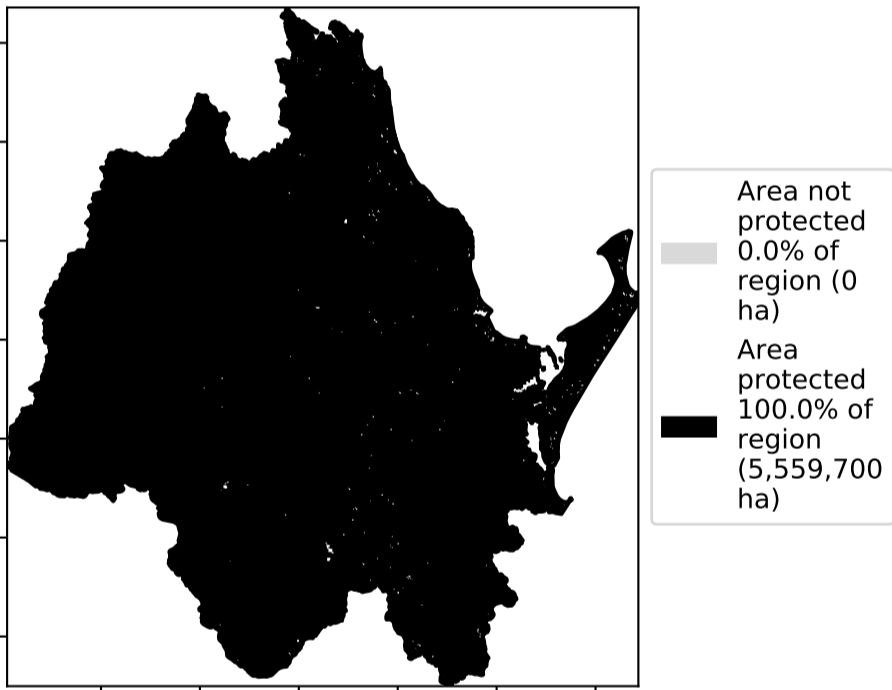 Area not
protected
0.0% of
region (0
ha)
Area
protected
100.0% of
region
(5,559,700
ha)